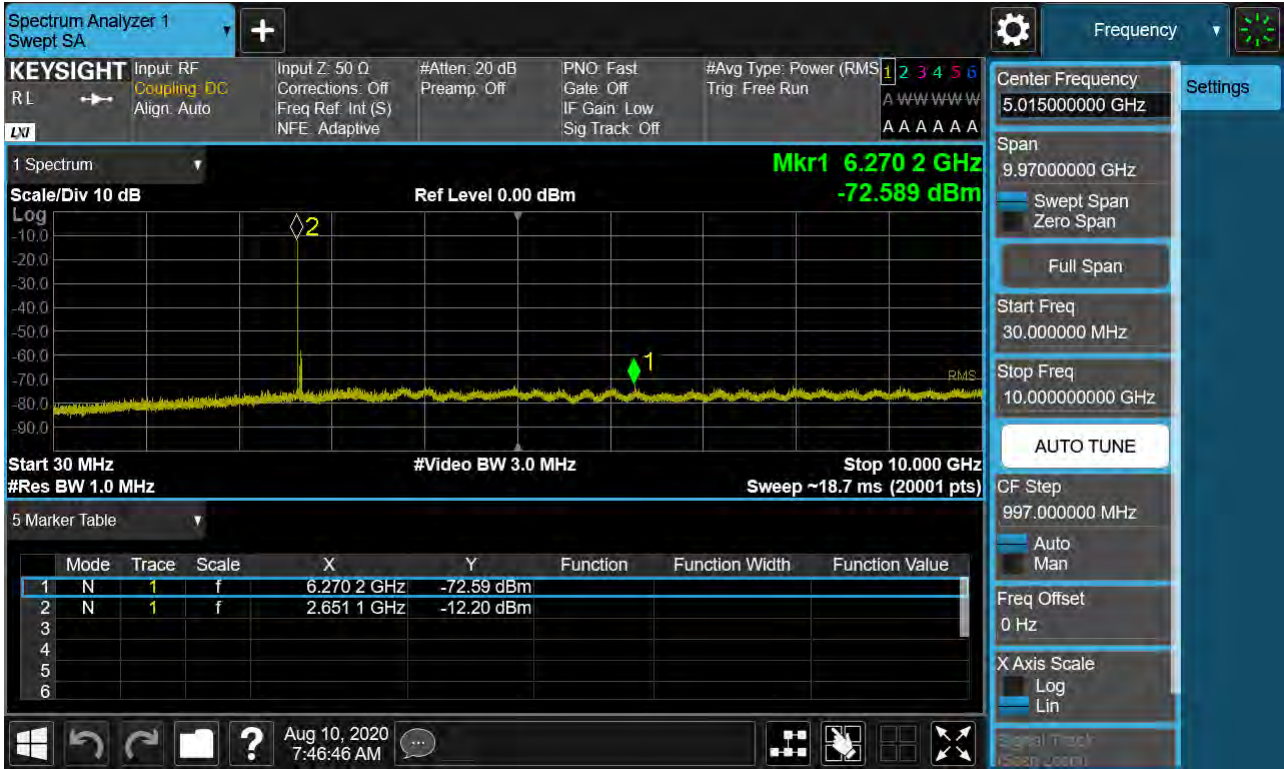 Spectrum Analyzer 1
Swept SA
+
Frequency
KEYSIGHT
R L
LXI
Input: RF
Coupling: DC
Align: Auto
Input Z: 50 Ω
Corrections: Off
Freq Ref: Int (S)
NFE: Adaptive
#Atten: 20 dB
Preamp: Off
PNO: Fast
Gate: Off
IF Gain: Low
Sig Track: Off
#Avg Type: Power (RMS
Trig: Free Run
1 2 3 4 5 6
A W W W W W
A A A A A A
1 Spectrum
Mkr1 6.270 2 GHz
-72.589 dBm
Scale/Div 10 dB
Ref Level 0.00 dBm
Log
-10.0
-20.0
-30.0
-40.0
-50.0
-60.0
-70.0
-80.0
-90.0
2
1
RMS
Start 30 MHz
#Video BW 3.0 MHz
Stop 10.000 GHz
#Res BW 1.0 MHz
Sweep ~18.7 ms (20001 pts)
5 Marker Table
Mode Trace Scale X Y Function Function Width Function Value
1 N 1 f 6.270 2 GHz -72.59 dBm
2 N 1 f 2.651 1 GHz -12.20 dBm
3
4
5
6
Aug 10, 2020
7:46:46 AM
?
Center Frequency
5.015000000 GHz
Settings
Span
9.97000000 GHz
Swept Span
Zero Span
Full Span
Start Freq
30.000000 MHz
Stop Freq
10.000000000 GHz
AUTO TUNE
CF Step
997.000000 MHz
Auto
Man
Freq Offset
0 Hz
X Axis Scale
Log
Lin
Signal Track
(Span Zoom)